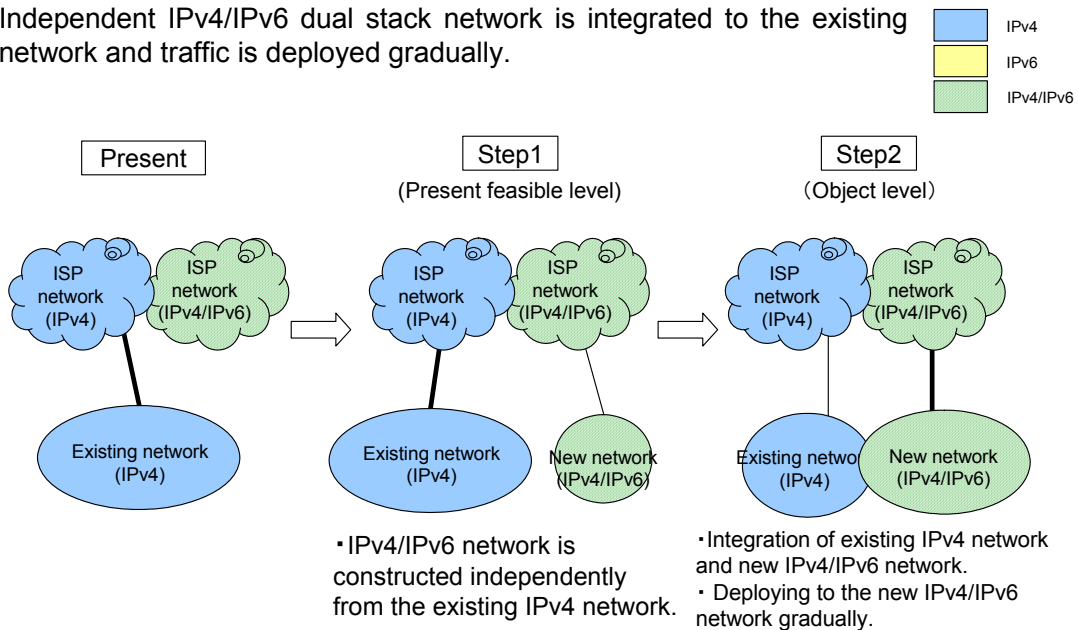 Independent IPv4/IPv6 dual stack network is integrated to the existing
network and traffic is deployed gradually.
IPv4
IPv6
IPv4/IPv6
Present
Step1
(Present feasible level)
Step2
（Object level）
ISP
network
(IPv4)
ISP
network
(IPv4/IPv6)
ISP
network
(IPv4)
ISP
network
(IPv4/IPv6)
ISP
network
(IPv4)
ISP
network
(IPv4/IPv6)
Existing network
(IPv4)
Existing network
(IPv4)
New network
(IPv4/IPv6)
Existing network
(IPv4)
New network
(IPv4/IPv6)
・IPv4/IPv6 network is
constructed independently
from the existing IPv4 network.
・Integration of existing IPv4 network
and new IPv4/IPv6 network.
・ Deploying to the new IPv4/IPv6
network gradually.